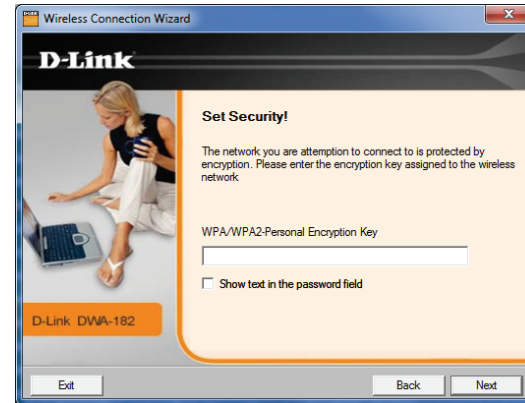 Wireless Connection Wizard
D-Link
Set Security!
The network you are attemption to connect to is protected by
encryption. Please enter the encryption key assigned to the wireless
network
WPA/WPA2-Personal Encryption Key
Show text in the password field
D-Link DWA-182
Exit
Back
Next